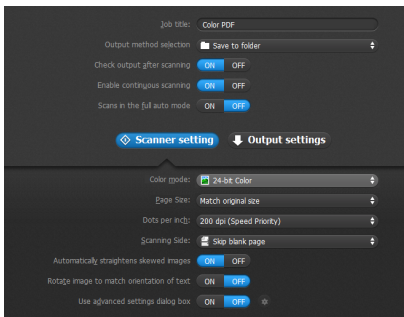 Job title: Color PDF
Output method selection Save to folder
Check output after scanning ON OFF
Enable continuous scanning ON OFF
Scans in the full auto mode ON OFF
Scanner setting Output settings
Color mode: 24-bit Color
Page Size: Match original size
Dots per inch: 200 dpi (Speed Priority)
Scanning Side: Skip blank page
Automatically straightens skewed images ON OFF
Rotate image to match orientation of text ON OFF
Use advanced settings dialog box ON OFF